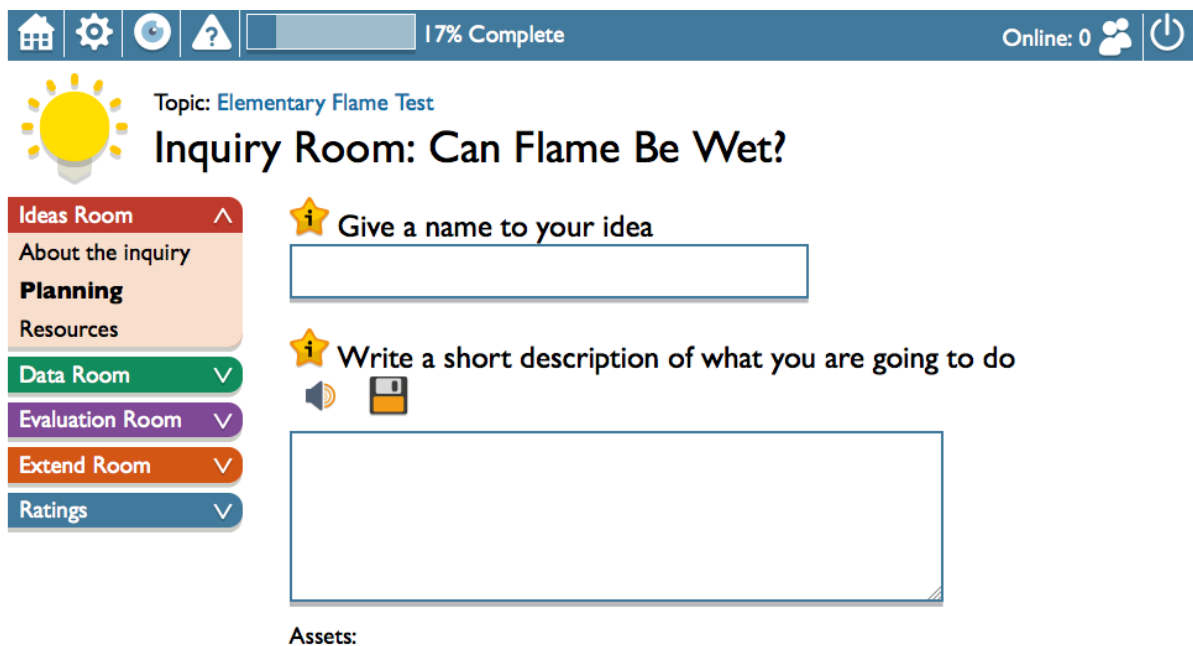 17% Complete
Online: 0
Topic: Elementary Flame Test
Inquiry Room: Can Flame Be Wet?
Ideas Room
About the inquiry
Planning
Resources
Data Room
Evaluation Room
Extend Room
Ratings
Give a name to your idea
Write a short description of what you are going to do
Assets: